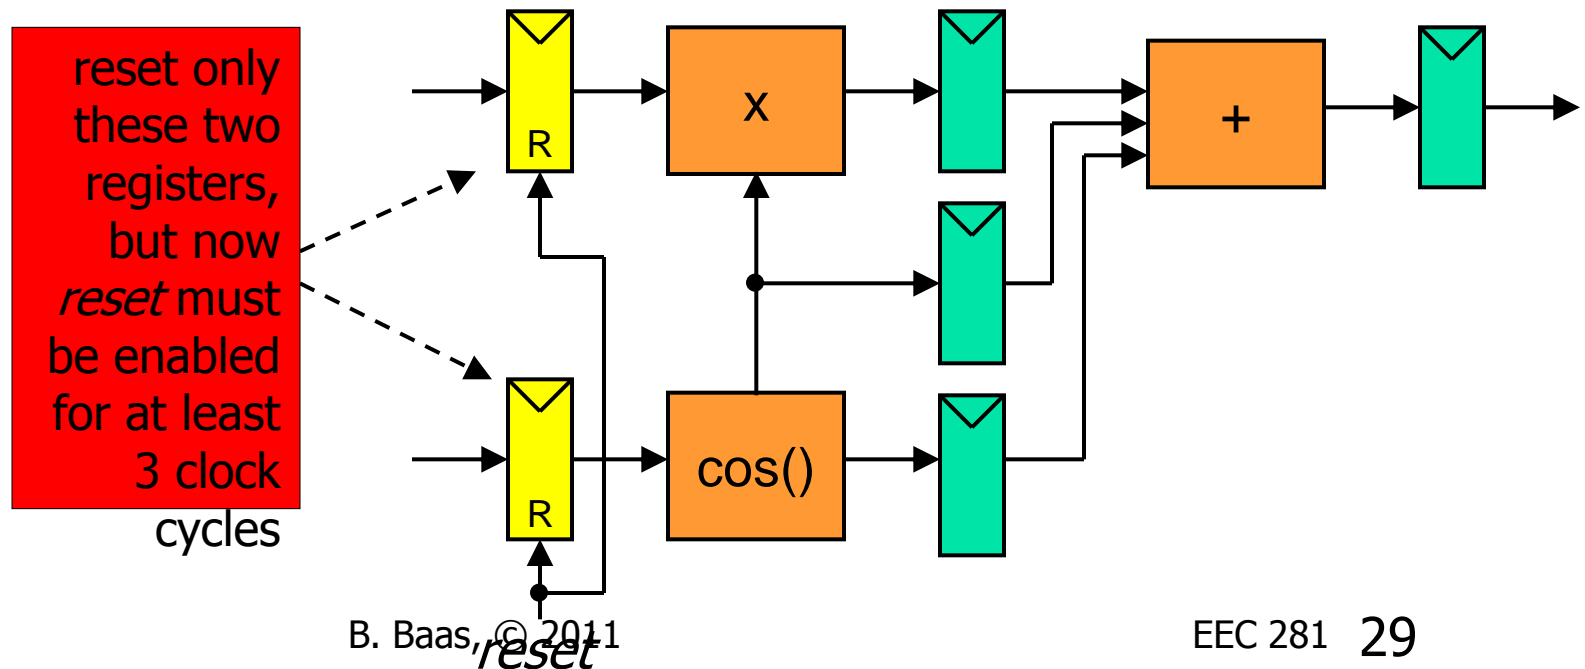 reset only
these two
registers,
but now
reset must
be enabled
for at least
3 clock
cycles
R
x
+
R
cos()
reset
B. Baas, © 2011
EEC 281
29